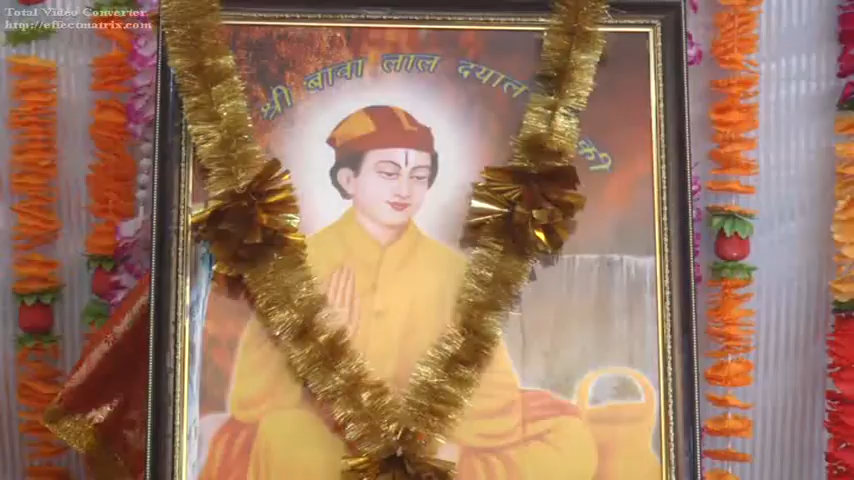 Total Video Converter
http://effectmatrix.com
श्री बाबा लाल दयाल
की